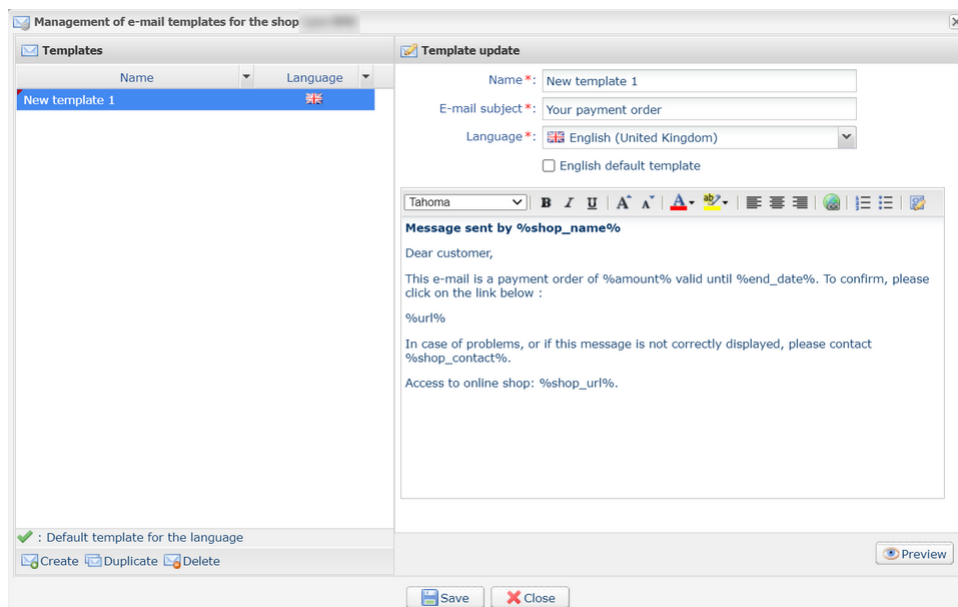 Management of e-mail templates for the shop
Templates
Name
Language
New template 1
: Default template for the language
Create
Duplicate
Delete
Template update
Name*:
New template 1
E-mail subject*:
Your payment order
Language*:
English (United Kingdom)
English default template
Tahoma
B I U A A A ab
Message sent by %shop_name%
Dear customer,
This e-mail is a payment order of %amount% valid until %end_date%. To confirm, please
click on the link below :
%url%
In case of problems, or if this message is not correctly displayed, please contact
%shop_contact%.
Access to online shop: %shop_url%.
Preview
Save
Close